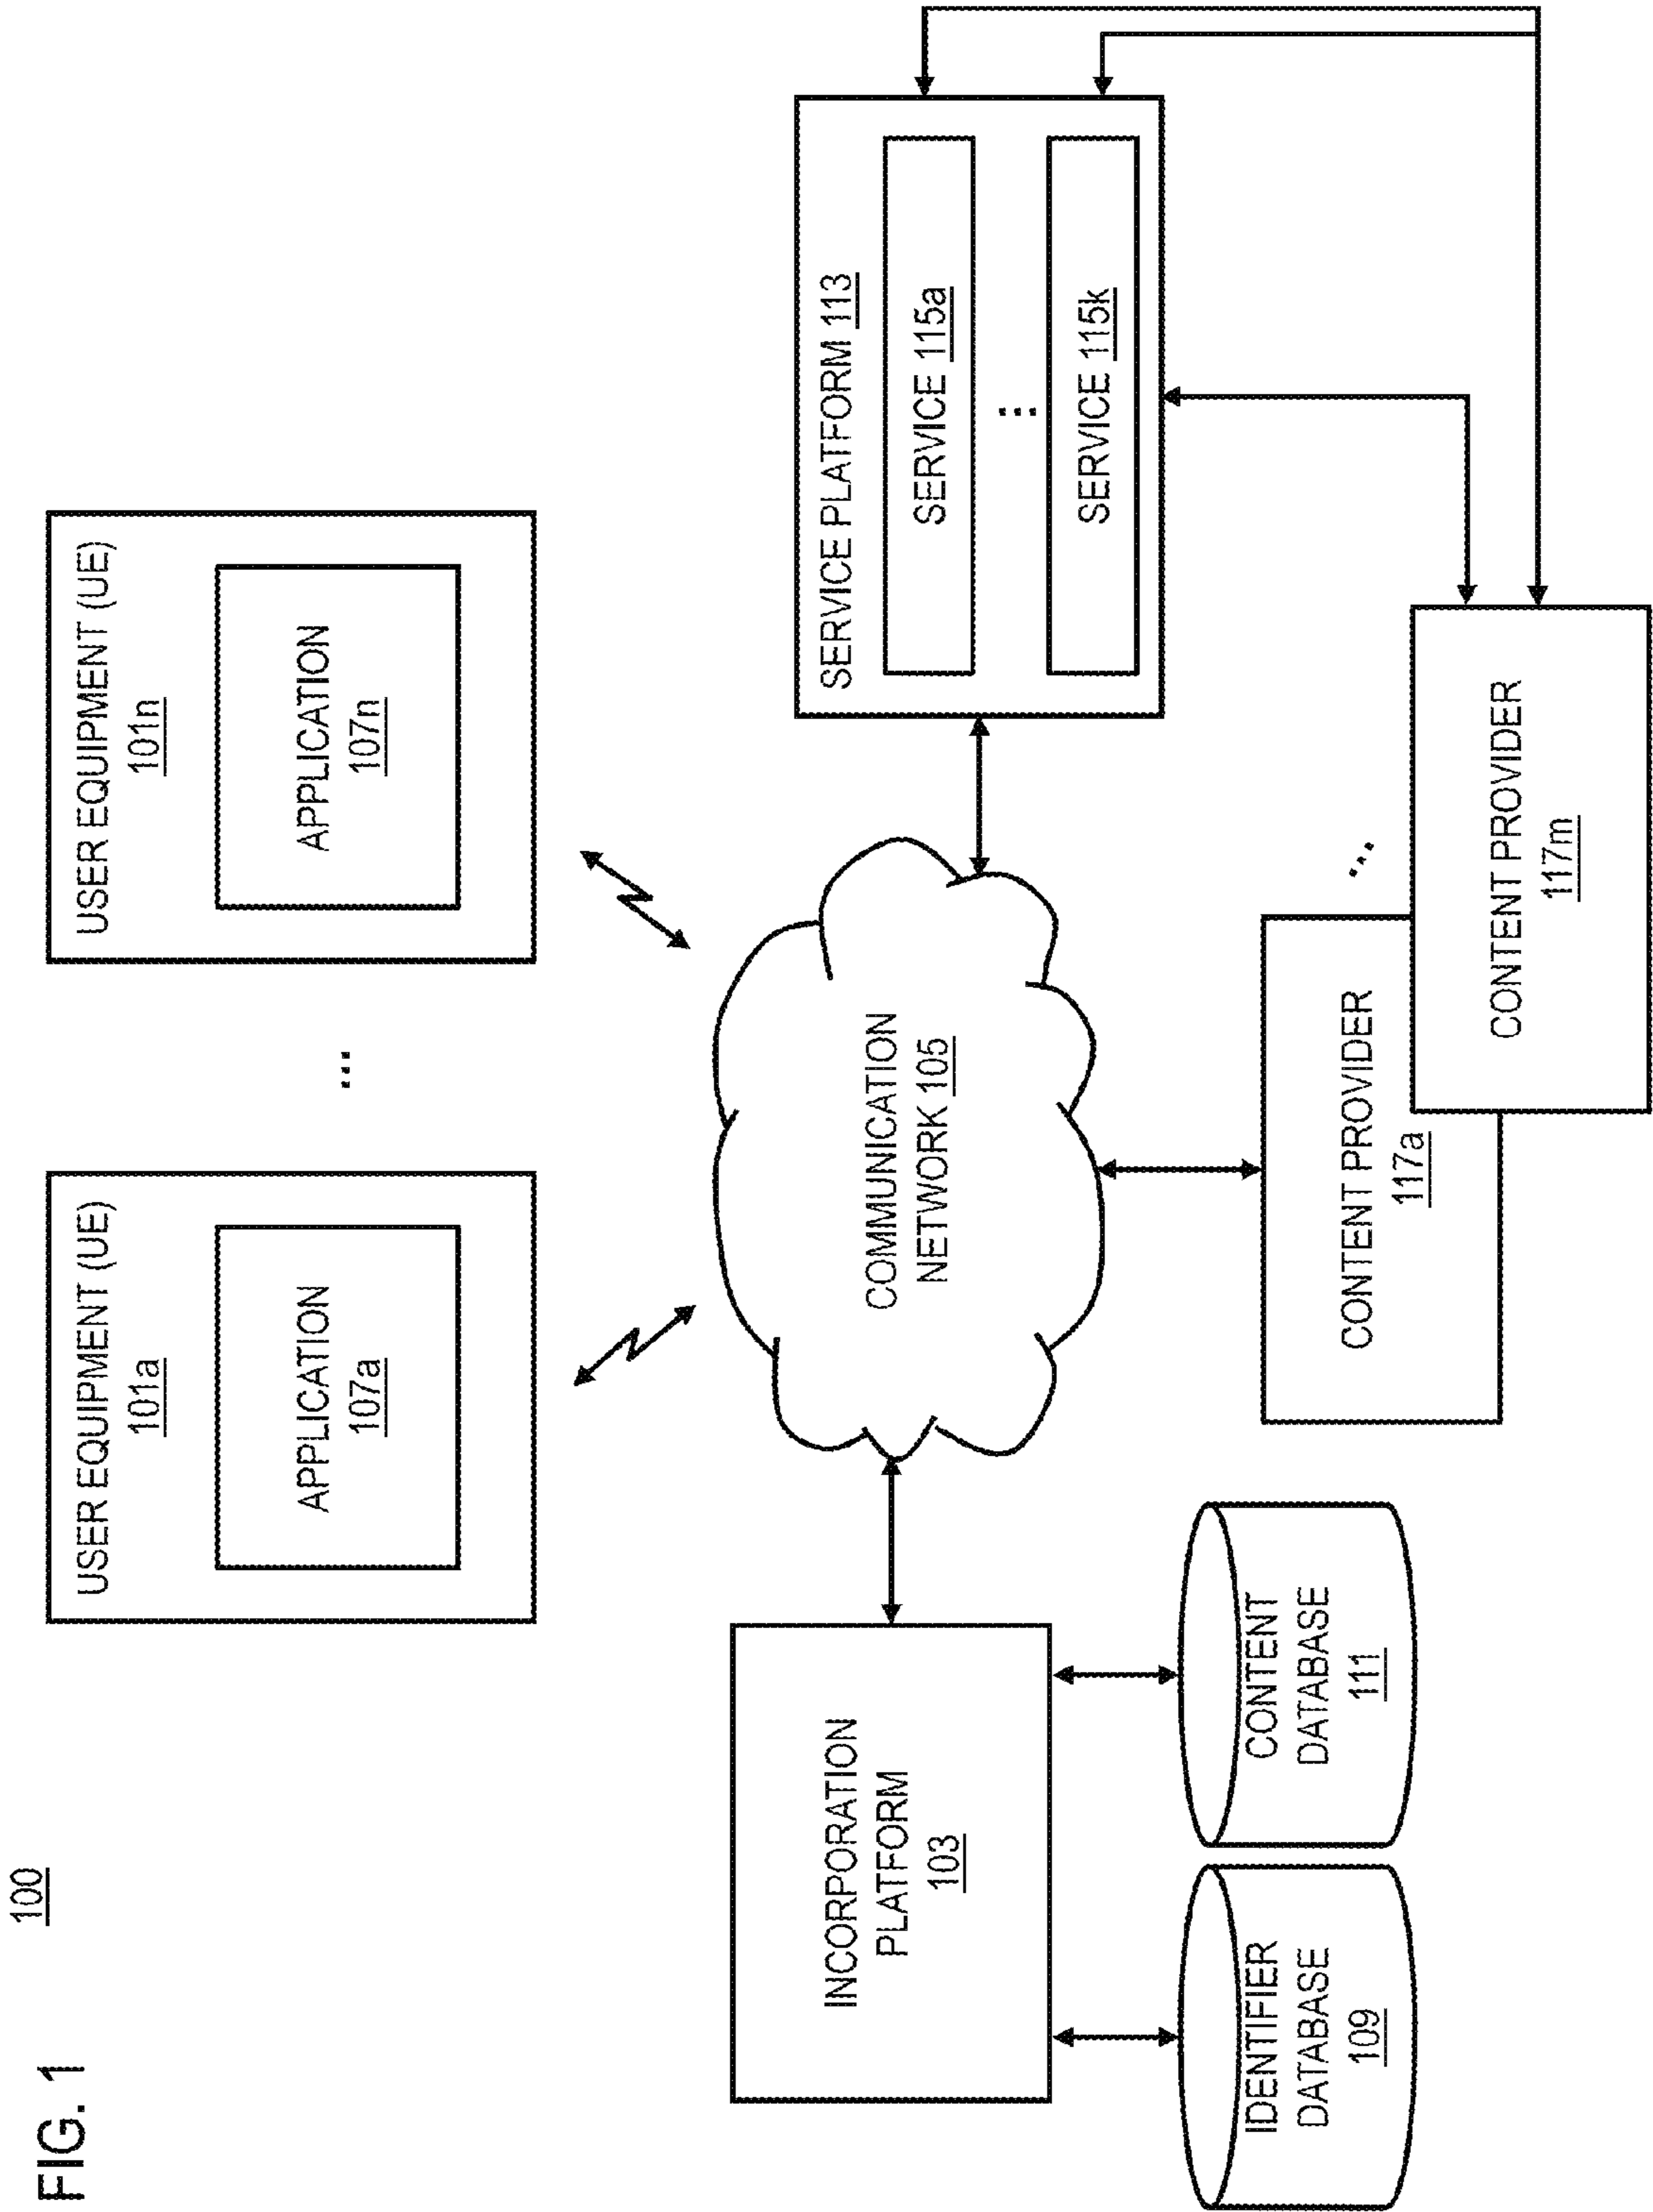 FIG. 1
100
USER EQUIPMENT (UE)
101a
APPLICATION
107a
...
USER EQUIPMENT (UE)
101n
APPLICATION
107n
INCORPORATION
PLATFORM
103
COMMUNICATION
NETWORK 105
SERVICE PLATFORM 113
SERVICE 115a
...
SERVICE 115k
IDENTIFIER
DATABASE
109
CONTENT
DATABASE
111
CONTENT PROVIDER
117a
...
CONTENT PROVIDER
117m